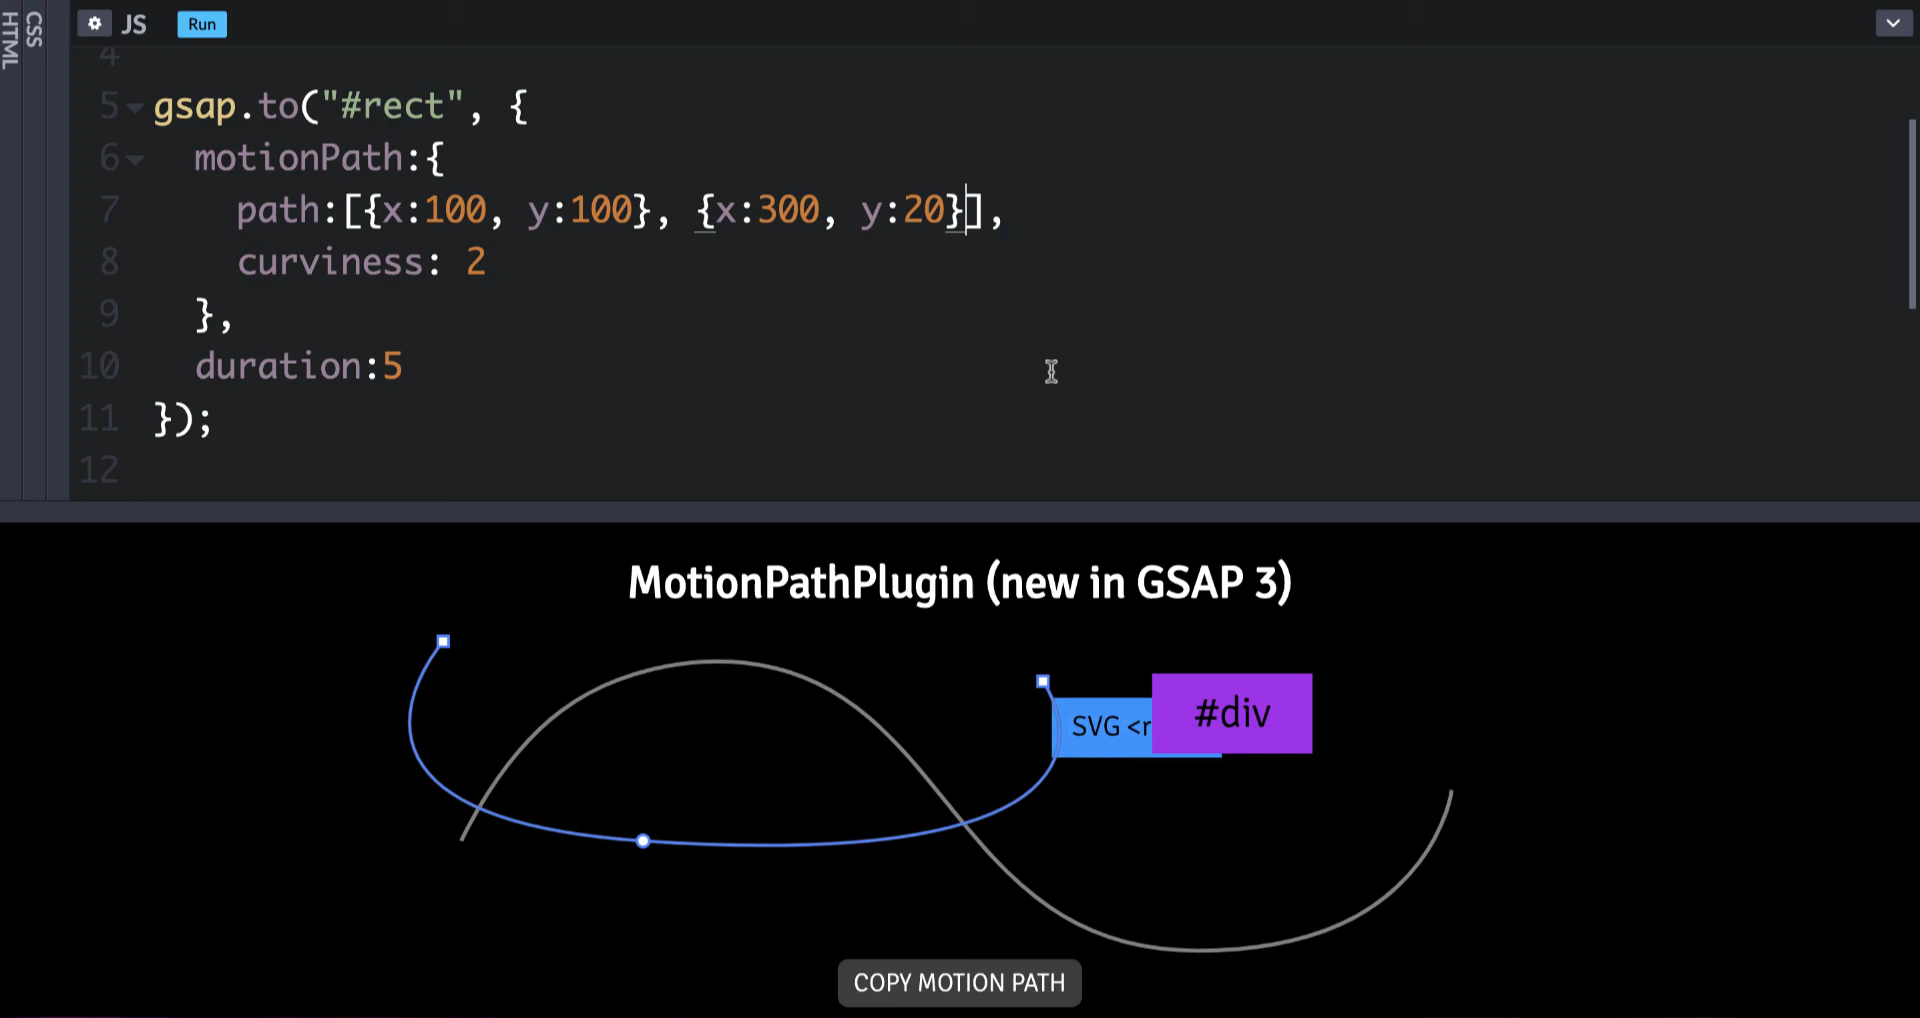 HTML
CSS
JS
Run
4
5 gsap.to("#rect", {
6 motionPath:{
7 path:[{x:100, y:100}, {x:300, y:20}],
8 curviness: 2
9 },
10 duration:5
11 });
12
MotionPathPlugin (new in GSAP 3)
SVG <r
#div
COPY MOTION PATH